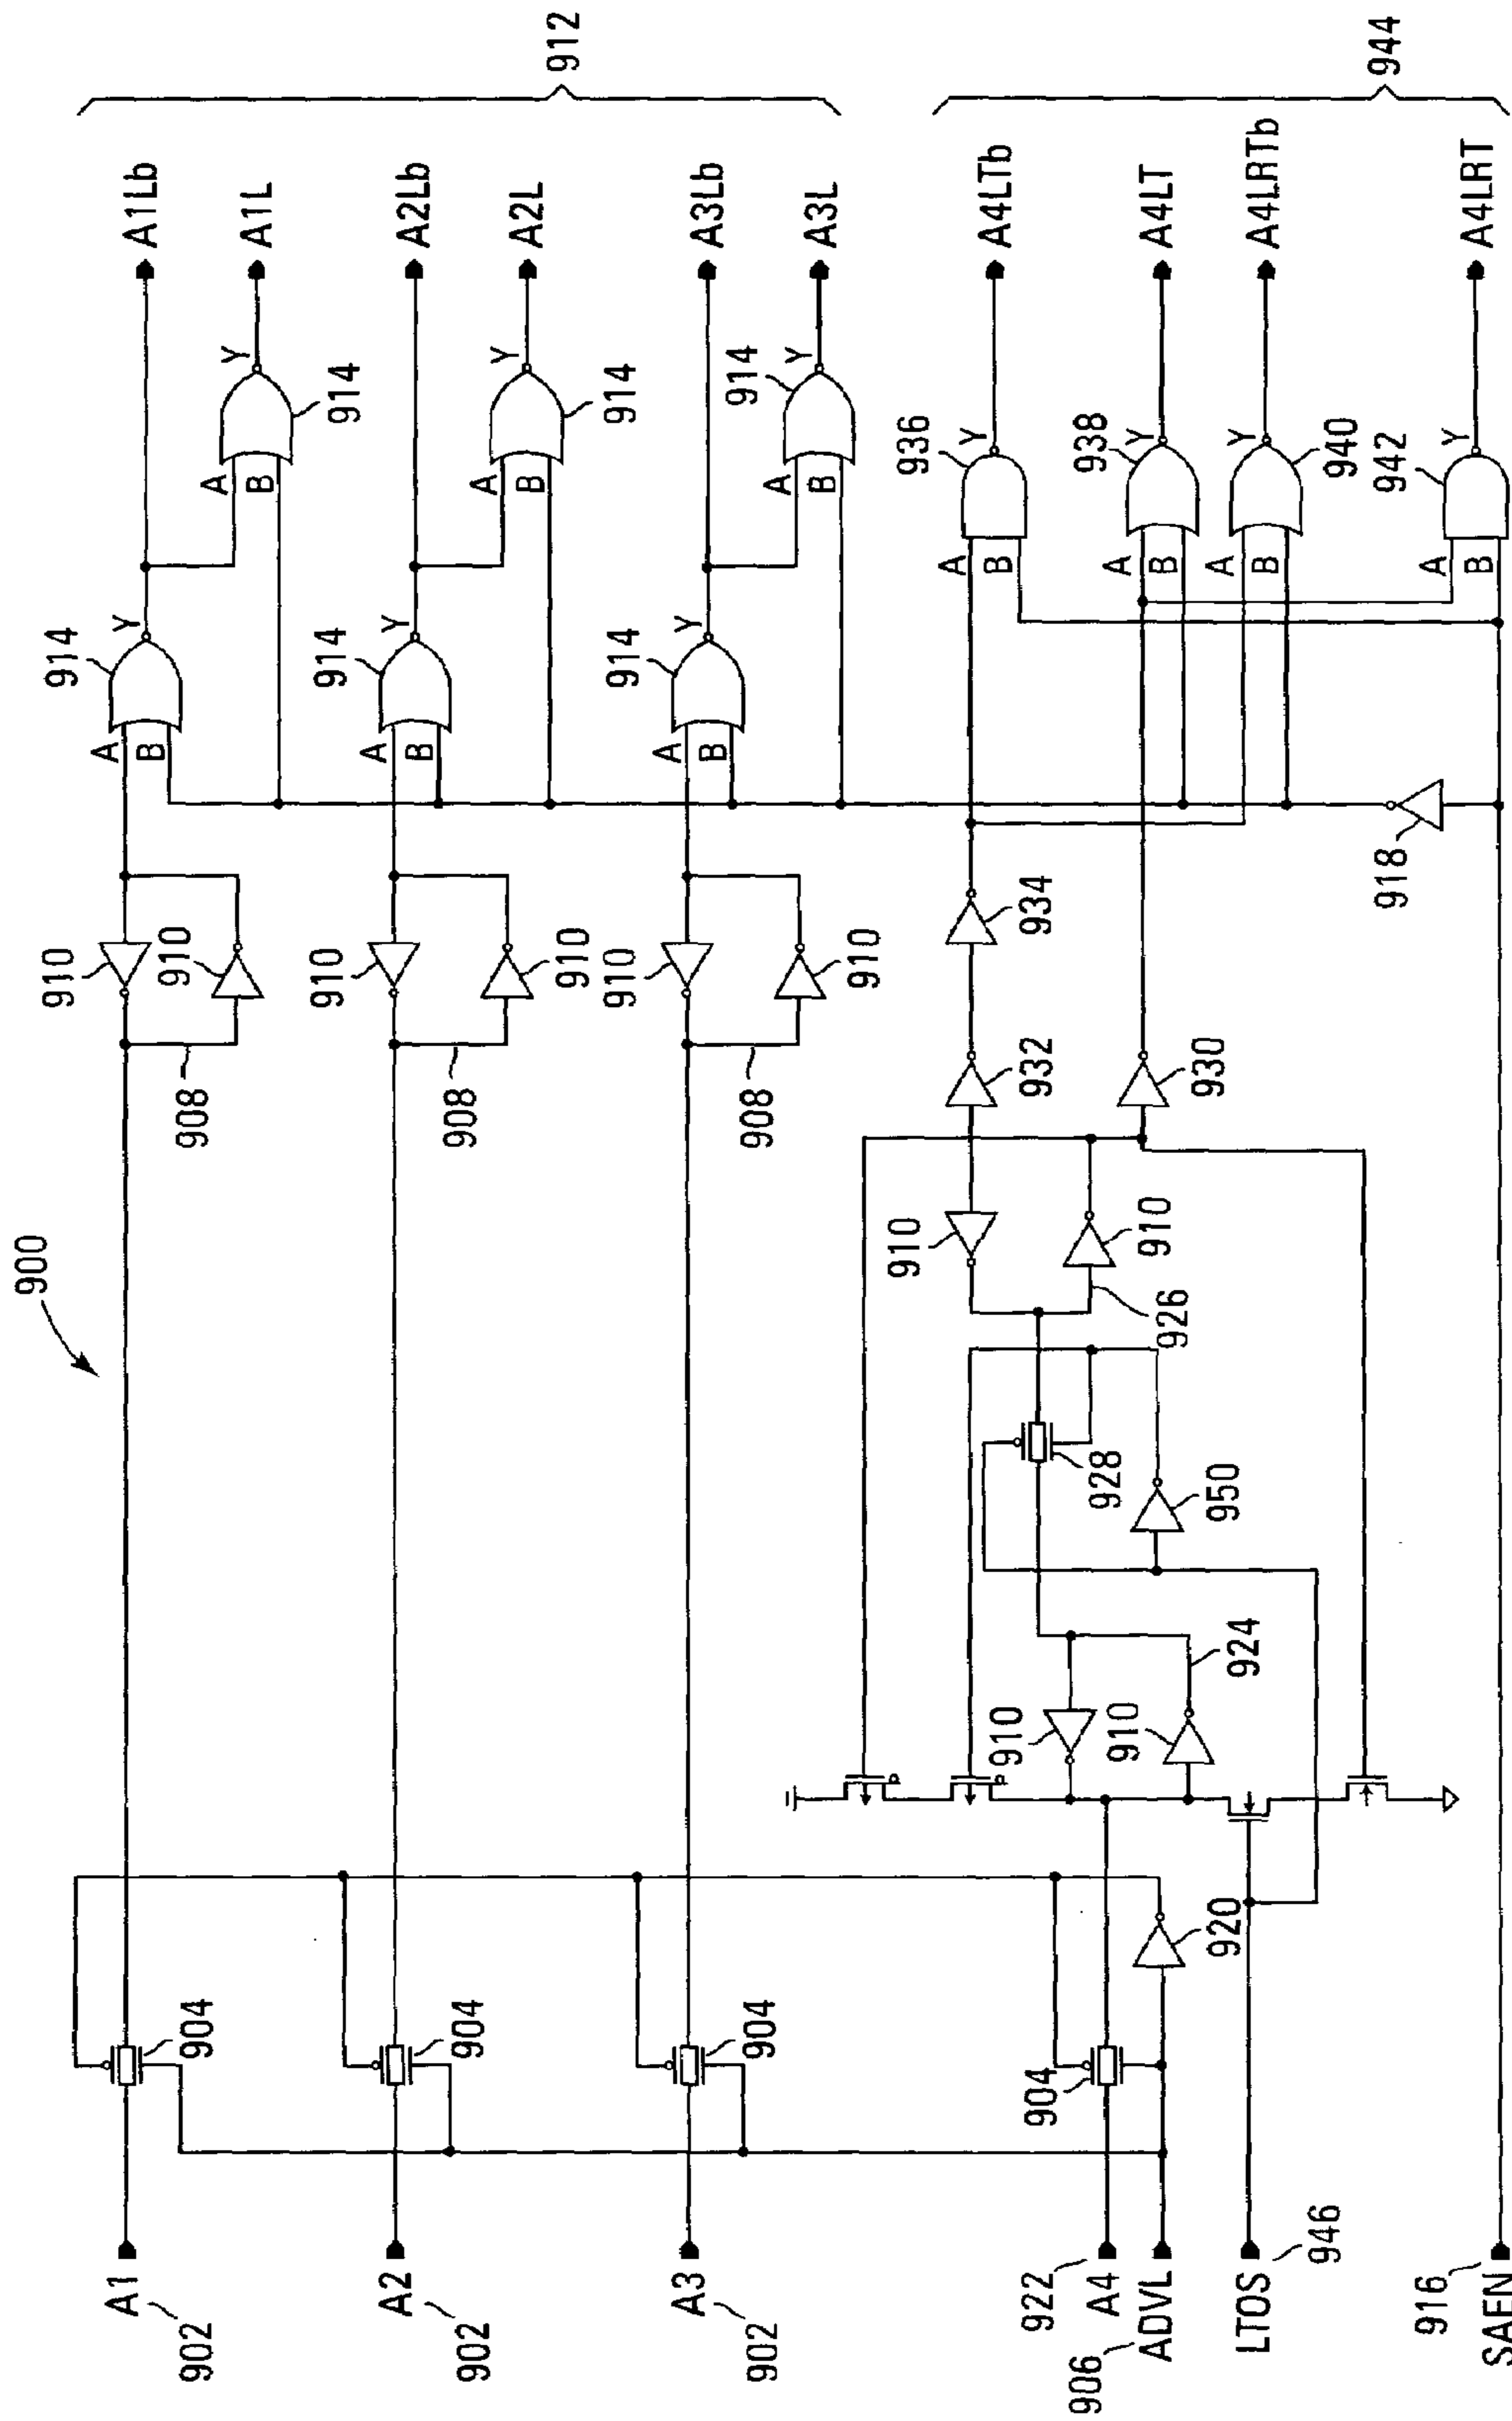 900
A1
902
904
908
910
910
A
B
914
Y
A
B
Y
914
A1Lb
A1L
A2
902
904
908
910
910
A
B
914
Y
A
B
Y
914
A2Lb
A2L
A3
902
904
908
910
910
A
B
914
Y
A
B
Y
914
A3Lb
A3L
912
922
A4
904
906
ADVL
920
LTOS
946
910
910
924
928
950
910
910
926
932
930
934
918
916
SAEN
A
B
936
Y
A4LTb
A
B
938
Y
A4LT
A
B
Y
940
A4LRTb
A
B
942
Y
A4LRT
944